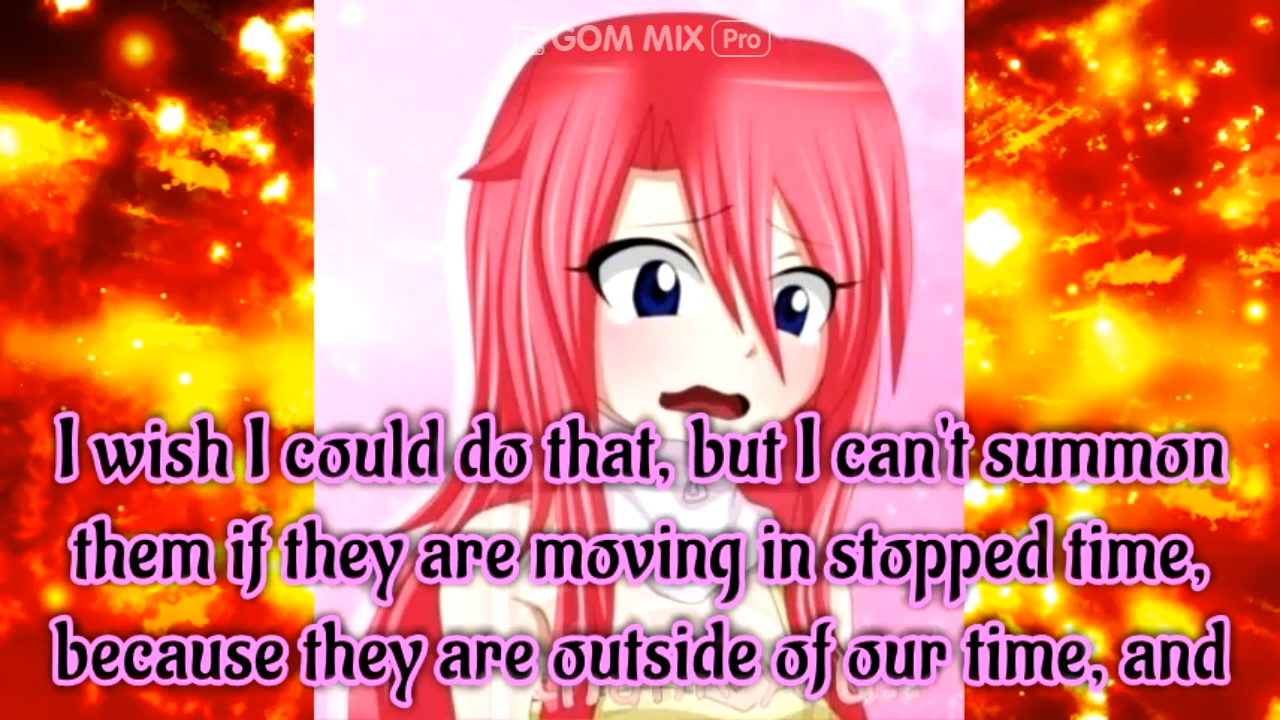 GOM MIX Pro
I wish I could do that, but I can't summon
them if they are moving in stopped time,
because they are outside of our time, and